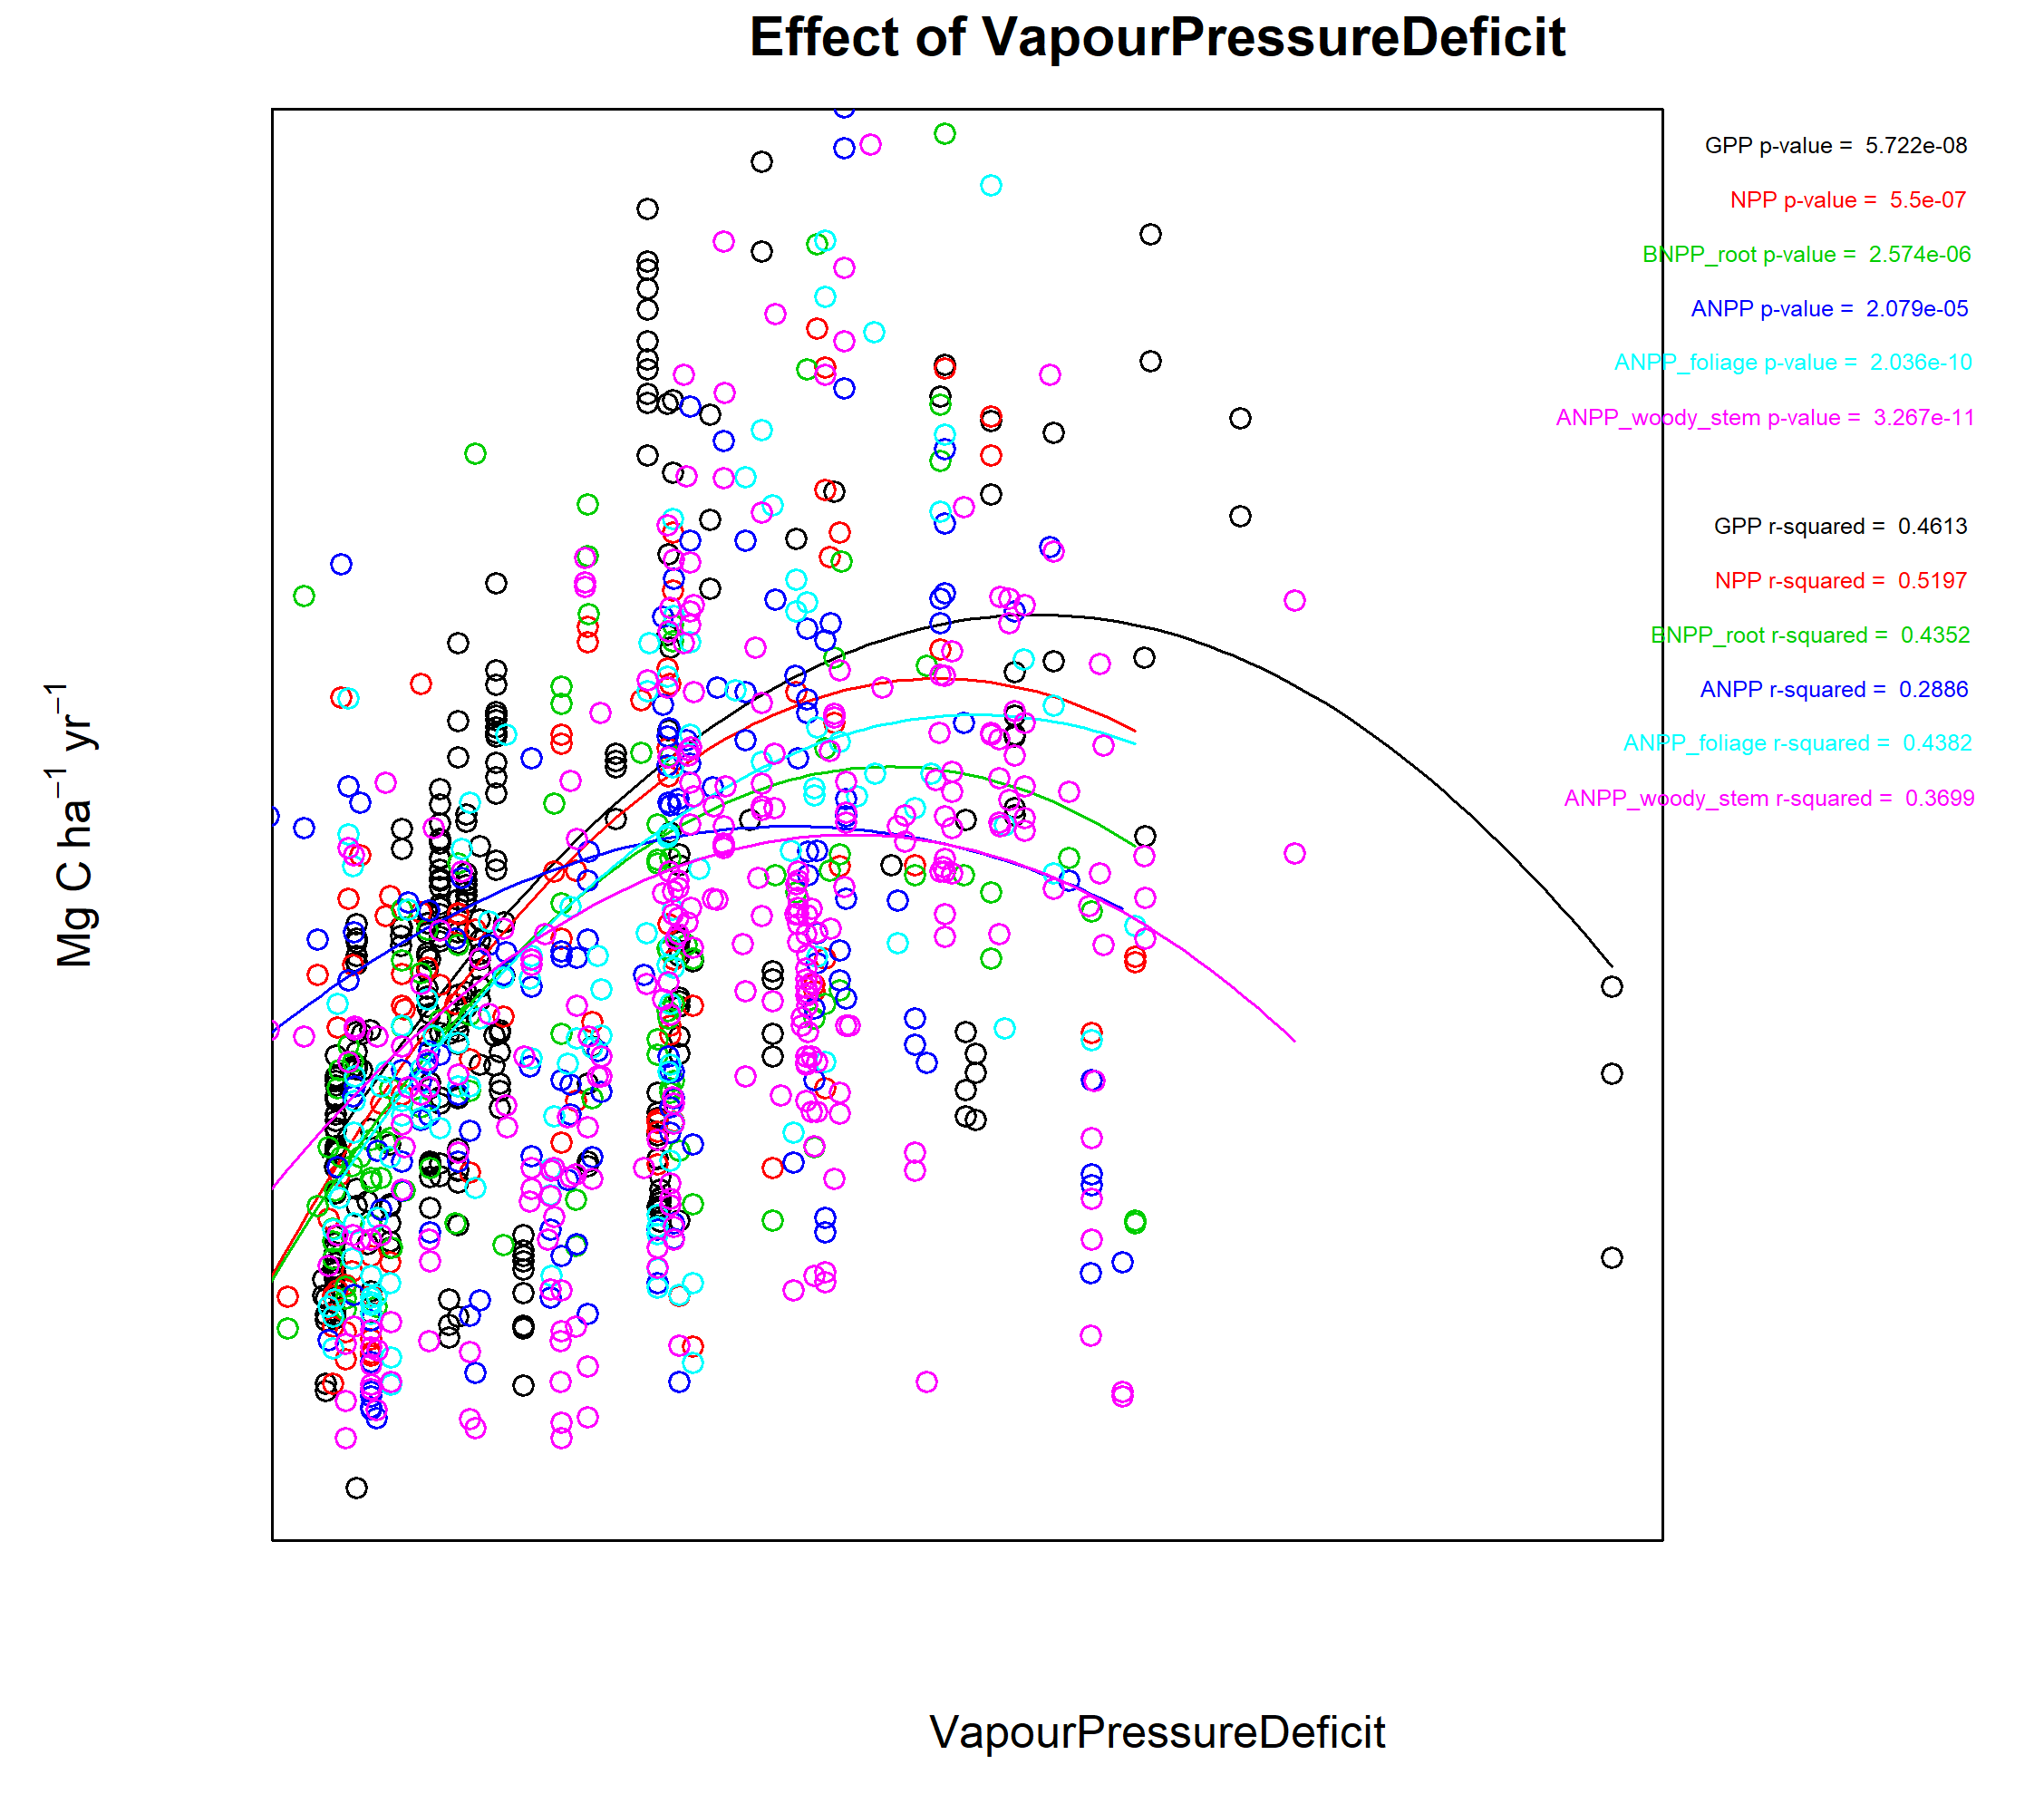 Effect of VapourPressureDeficit
GPP p-value = 5.722e-08
NPP p-value = 5.5e-07
BNPP_root p-value = 2.574e-06
ANPP p-value = 2.079e-05
ANPP_foliage p-value = 2.036e-10
ANPP_woody_stem p-value = 3.267e-11
GPP r-squared = 0.4613
NPP r-squared = 0.5197
BNPP_root r-squared = 0.4352
ANPP r-squared = 0.2886
ANPP_foliage r-squared = 0.4382
ANPP_woody_stem r-squared = 0.3699
Mg C ha⁻¹ yr⁻¹
VapourPressureDeficit